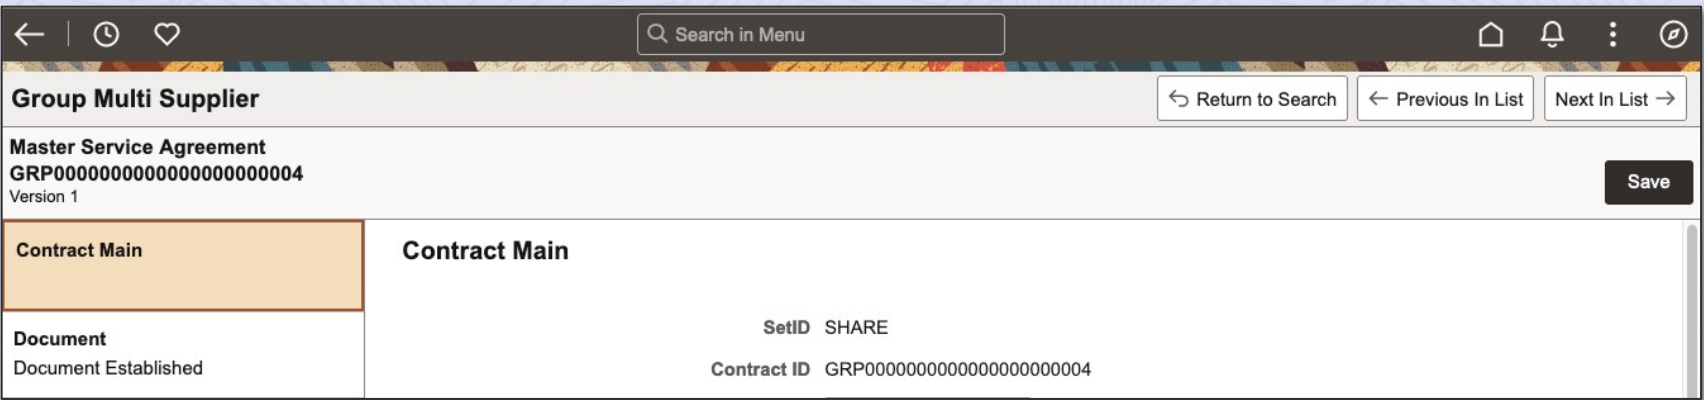 Search in Menu
Group Multi Supplier
Return to Search
Previous In List
Next In List
Master Service Agreement
GRP0000000000000000000004
Version 1
Save
Contract Main
Document
Document Established
Contract Main
SetID SHARE
Contract ID GRP0000000000000000000004